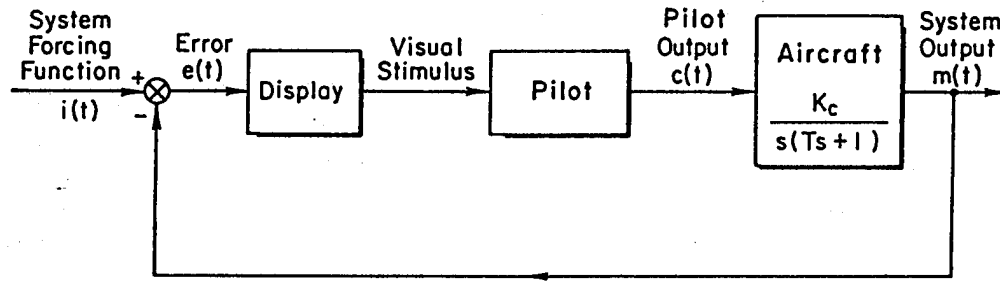 System
Forcing
Function
i(t)
+
-
Error
e(t)
Display
Visual
Stimulus
Pilot
Pilot
Output
c(t)
Aircraft
K_c
s(Ts+1)
System
Output
m(t)